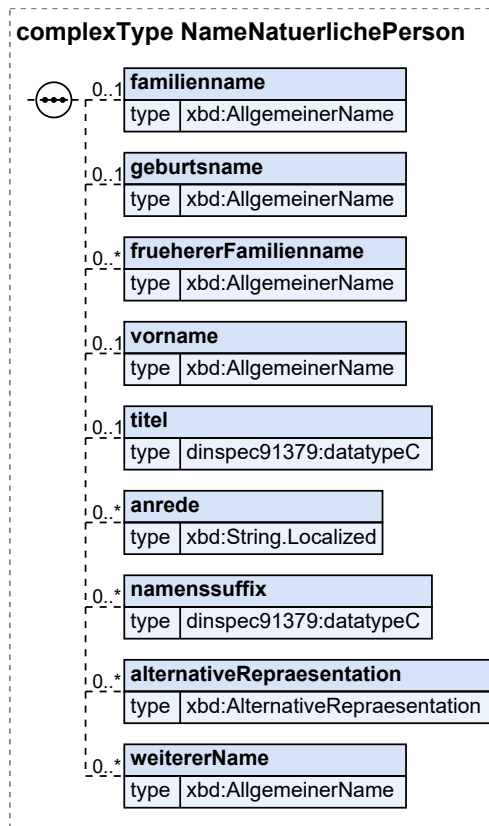 complexType NameNatuerlichePerson
0..1 familienname
type xbd:AllgemeinerName
0..1 geburtsname
type xbd:AllgemeinerName
0..* fruehererFamilienname
type xbd:AllgemeinerName
0..1 vorname
type xbd:AllgemeinerName
0..1 titel
type dinspec91379:datatypeC
0..* anrede
type xbd:String.Localized
0..* namenssuffix
type dinspec91379:datatypeC
0..* alternativeRepraesentation
type xbd:AlternativeRepraesentation
0..* weitererName
type xbd:AllgemeinerName